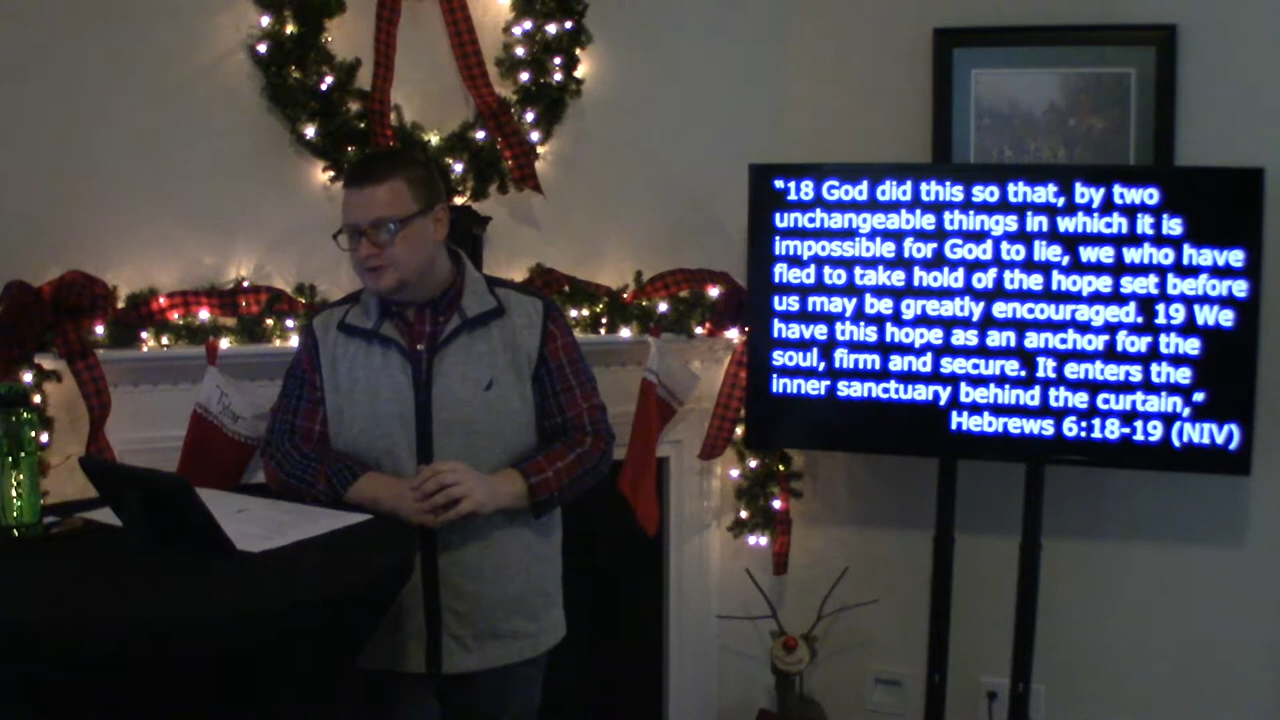 “18 God did this so that, by two
unchangeable things in which it is
impossible for God to lie, we who have
fled to take hold of the hope set before
us may be greatly encouraged. 19 We
have this hope as an anchor for the
soul, firm and secure. It enters the
inner sanctuary behind the curtain,”
Hebrews 6:18-19 (NIV)